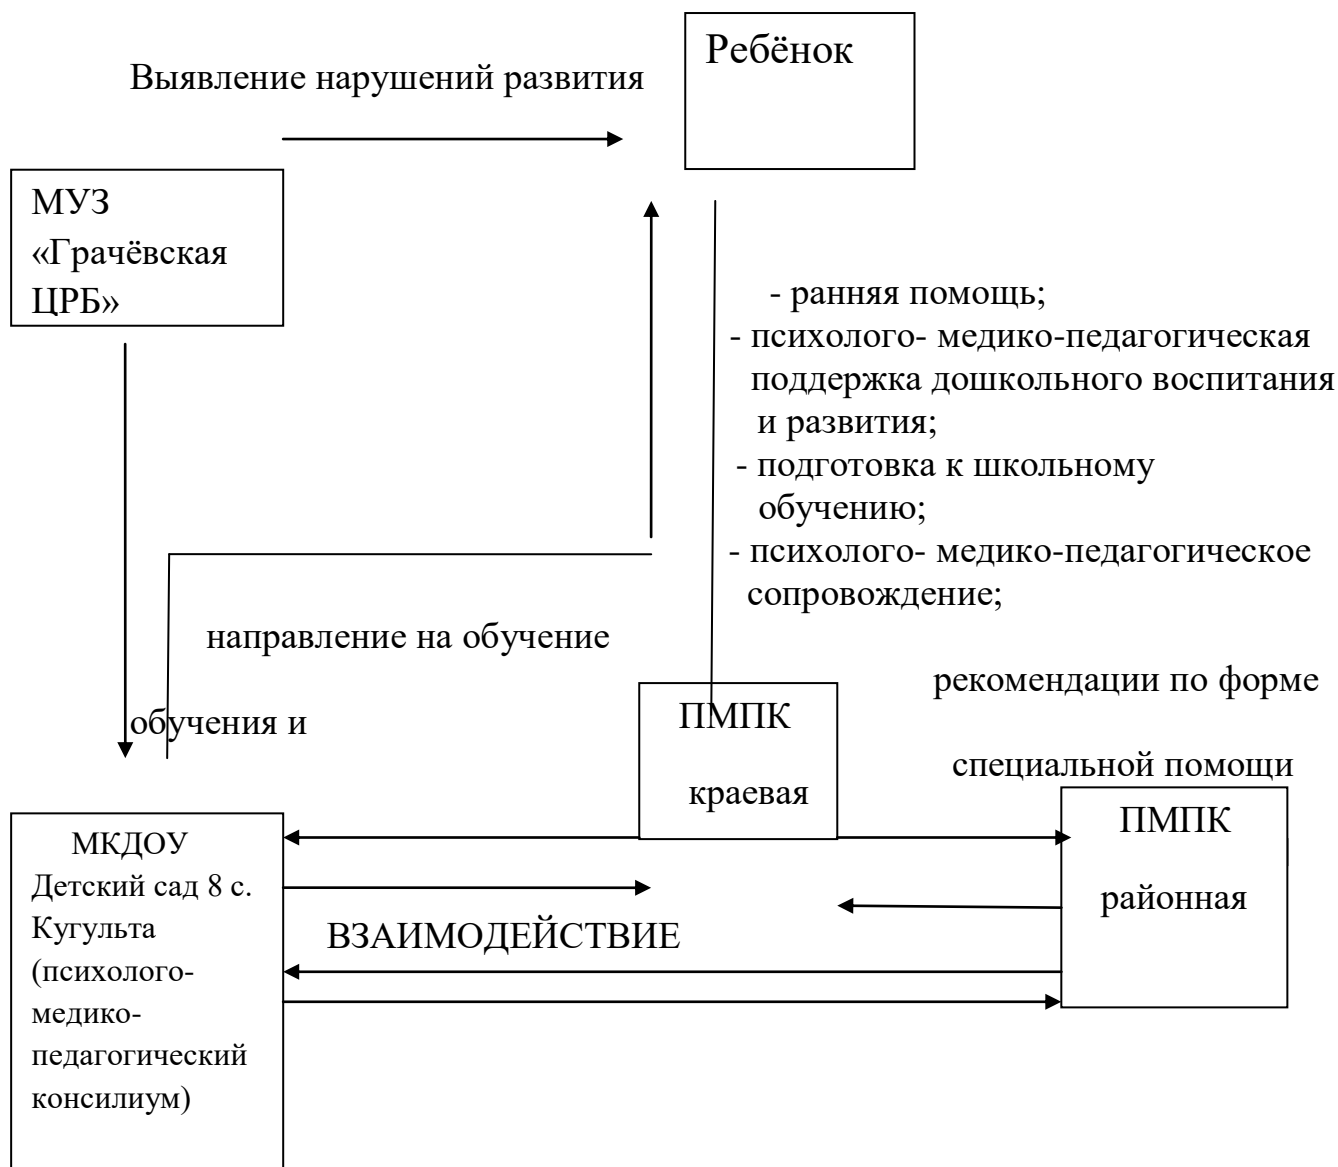 Ребёнок
Выявление нарушений развития
МУЗ
«Грачёвская
ЦРБ»
- ранняя помощь;
- психолого- медико-педагогическая
поддержка дошкольного воспитания
и развития;
- подготовка к школьному
обучению;
- психолого- медико-педагогическое
сопровождение;
направление на обучение
рекомендации по форме
обучения и
специальной помощи
ПМПК
краевая
ПМПК
районная
МКДОУ
Детский сад 8 с.
Кугульта
(психолого-
медико-
педагогический
консилиум)
ВЗАИМОДЕЙСТВИЕ